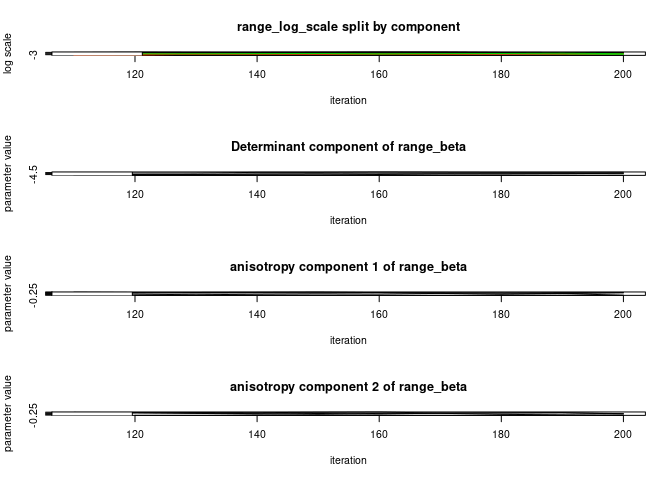 range_log_scale split by component
log scale
-3
120 140 160 180 200
iteration
Determinant component of range_beta
parameter value
-4.5
120 140 160 180 200
iteration
anisotropy component 1 of range_beta
parameter value
-0.25
120 140 160 180 200
iteration
anisotropy component 2 of range_beta
parameter value
-0.25
120 140 160 180 200
iteration